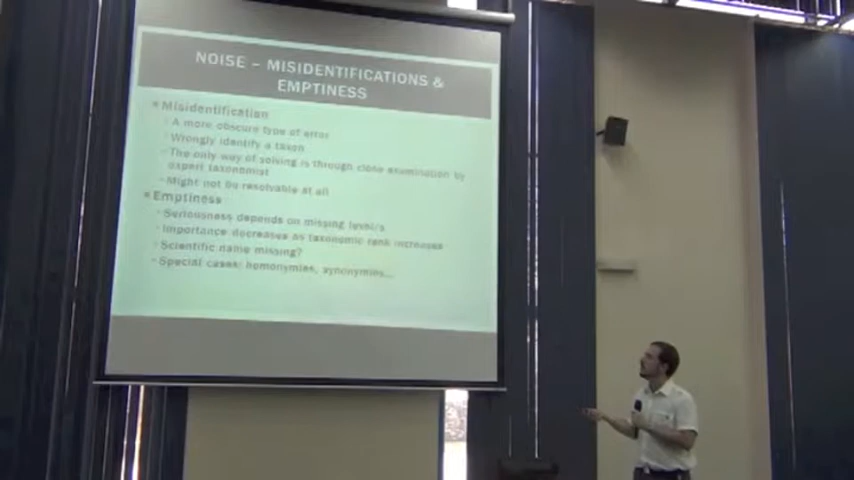 NOISE – MISIDENTIFICATIONS &
EMPTINESS
Misidentification
A more obscure type of error
Wrongly identify a taxon
The only way of solving is through close examination by
expert taxonomist
Might not be resolvable at all
Emptiness
Seriousness depends on missing level/s
Importance decreases as taxonomic rank increases
Scientific name missing?
Special cases: homonymies, synonymies...